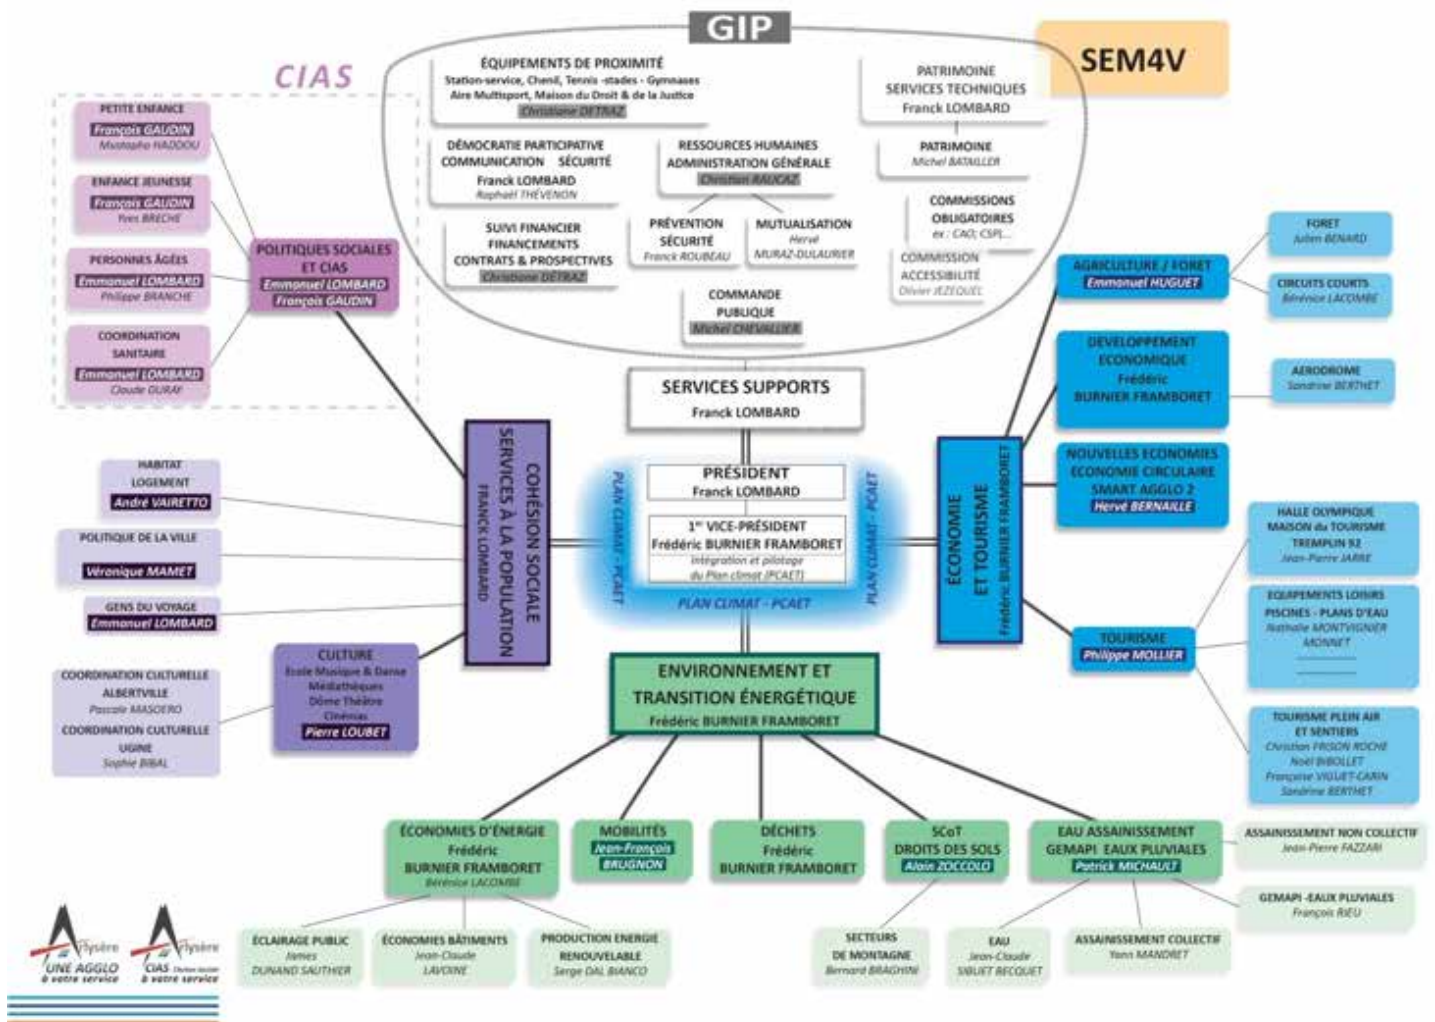 GIP
SEM4V
CIAS
ÉQUIPEMENTS DE PROXIMITÉ
Station-service, Chenil, Tennis -stades - Gymnases
Aire Multisport, Maison du Droit & de la Justice
Christiane DETRAZ
DÉMOCRATIE PARTICIPATIVE
COMMUNICATION SÉCURITÉ
Franck LOMBARD
Raphaël THÉVENON
SUIVI FINANCIER
FINANCEMENTS
CONTRATS & PROSPECTIVES
Christiane DÉTRAZ
RESSOURCES HUMAINES
ADMINISTRATION GÉNÉRALE
Christian RAUCAZ
PRÉVENTION
SÉCURITÉ
Franck ROUBEAU
MUTUALISATION
Hervé
MURAZ-DULAURIER
COMMANDE
PUBLIQUE
Michel CHEVALLIER
PATRIMOINE
SERVICES TECHNIQUES
Franck LOMBARD
PATRIMOINE
Michel BATAILLER
COMMISSIONS
OBLIGATOIRES
ex : CAO, CSPL...
COMMISSION
ACCESSIBILITÉ
Olivier JEZEQUEL
PETITE ENFANCE
François GAUDIN
Mustapha HADDOU
ENFANCE JEUNESSE
François GAUDIN
Yves BRECHE
PERSONNES ÂGÉES
Emmanuel LOMBARD
Philippe BRANCHE
COORDINATION
SANITAIRE
Emmanuel LOMBARD
Claude DURAY
POLITIQUES SOCIALES
ET CIAS
Emmanuel LOMBARD
François GAUDIN
SERVICES SUPPORTS
Franck LOMBARD
PRÉSIDENT
Franck LOMBARD
1er VICE-PRÉSIDENT
Frédéric BURNIER FRAMBORET
Intégration et pilotage
du Plan climat (PCAET)
PLAN CLIMAT - PCAET
PLAN CLIMAT - PCAET
PLAN CLIMAT - PCAET
COHÉSION SOCIALE
SERVICES À LA POPULATION
FRANCK LOMBARD
HABITAT
LOGEMENT
André VAIRETTO
POLITIQUE DE LA VILLE
Véronique MAMET
GENS DU VOYAGE
Emmanuel LOMBARD
CULTURE
Ecole Musique & Danse
Médiathèques
Dôme Théâtre
Cinémas
Pierre LOUBET
COORDINATION CULTURELLE
ALBERTVILLE
Pascale MASOERO
COORDINATION CULTURELLE
UGINE
Sophie BIBAL
ÉCONOMIE
ET TOURISME
Frédéric BURNIER FRAMBORET
AGRICULTURE / FORET
Emmanuel HUGUET
FORET
Julien BENARD
CIRCUITS COURTS
Bérénice LACOMBE
DEVELOPPEMENT
ECONOMIQUE
Frédéric
BURNIER FRAMBORET
AERODROME
Sandrine BERTHET
NOUVELLES ECONOMIES
ECONOMIE CIRCULAIRE
SMART AGGLO 2
Hervé BERNAILLE
TOURISME
Philippe MOLLIER
HALLE OLYMPIQUE
MAISON du TOURISME
TREMPLIN 92
Jean-Pierre JARRE
EQUIPEMENTS LOISIRS
PISCINES - PLANS D'EAU
Nathalie MONTVIGNIER
MONNET
TOURISME PLEIN AIR
ET SENTIERS
Christian FRISON ROCHE
Noël BIBOLLET
Françoise VIGUET-CARIN
Sandrine BERTHET
ENVIRONNEMENT ET
TRANSITION ÉNERGÉTIQUE
Frédéric BURNIER FRAMBORET
ÉCONOMIES D'ÉNERGIE
Frédéric
BURNIER FRAMBORET
Bérénice LACOMBE
MOBILITÉS
Jean-François
BRUGNON
DÉCHETS
Frédéric
BURNIER FRAMBORET
SCoT
DROITS DES SOLS
Alain ZOCCOLO
EAU ASSAINISSEMENT
GEMAPI EAUX PLUVIALES
Patrick MICHAULT
ASSAINISSEMENT NON COLLECTIF
Jean-Pierre FAZZARI
GEMAPI -EAUX PLUVIALES
François RIEU
ÉCLAIRAGE PUBLIC
James
DUNAND SAUTHIER
ÉCONOMIES BÂTIMENTS
Jean-Claude
LAVOINE
PRODUCTION ENERGIE
RENOUVELABLE
Serge DAL BIANCO
SECTEURS
DE MONTAGNE
Bernard BRAGHINI
EAU
Jean-Claude
SIBUET BECQUET
ASSAINISSEMENT COLLECTIF
Yann MANDRET
Arlysère
UNE AGGLO
à votre service
Arlysère
CIAS
à votre service